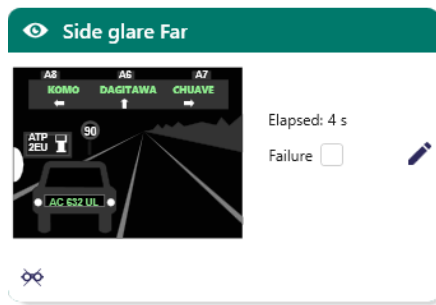 Side glare Far
A8 A6 A7
KOMO DAGITAWA CHUAVE
90
ATP
2EU
AC 632 UL
Elapsed: 4 s
Failure